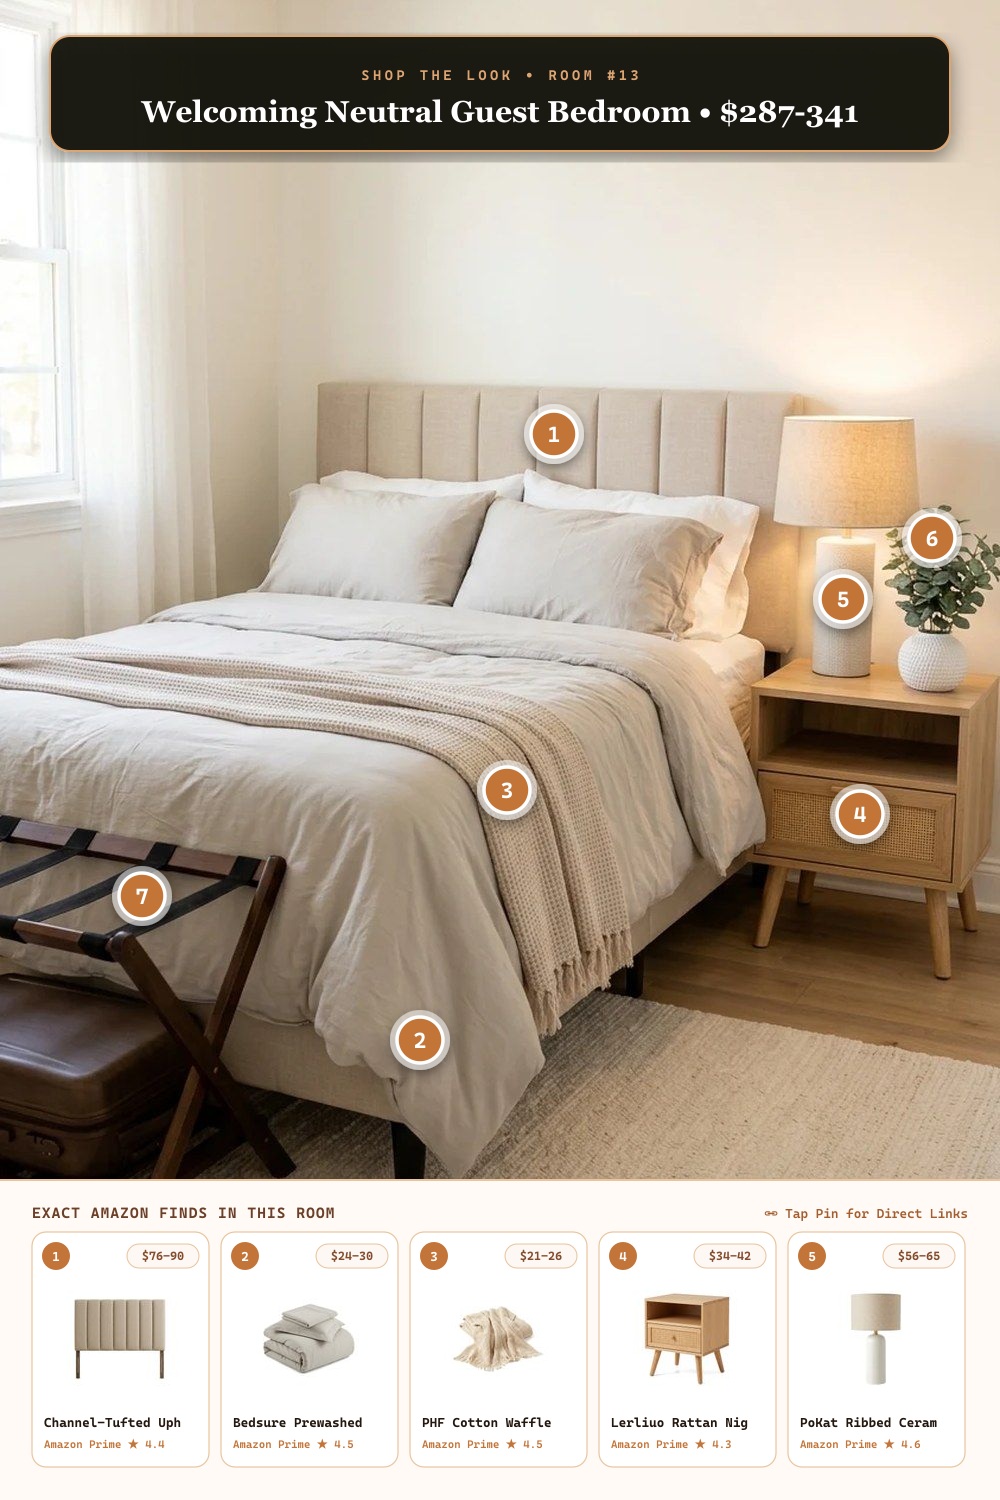 SHOP THE LOOK • ROOM #13
Welcoming Neutral Guest Bedroom • $287-341
1
6
5
3
4
7
2
EXACT AMAZON FINDS IN THIS ROOM
Tap Pin for Direct Links
1 $76-90
Channel-Tufted Uph
Amazon Prime ★ 4.4
2 $24-30
Bedsure Prewashed
Amazon Prime ★ 4.5
3 $21-26
PHF Cotton Waffle
Amazon Prime ★ 4.5
4 $34-42
Lerliuo Rattan Nig
Amazon Prime ★ 4.3
5 $56-65
PoKat Ribbed Ceram
Amazon Prime ★ 4.6